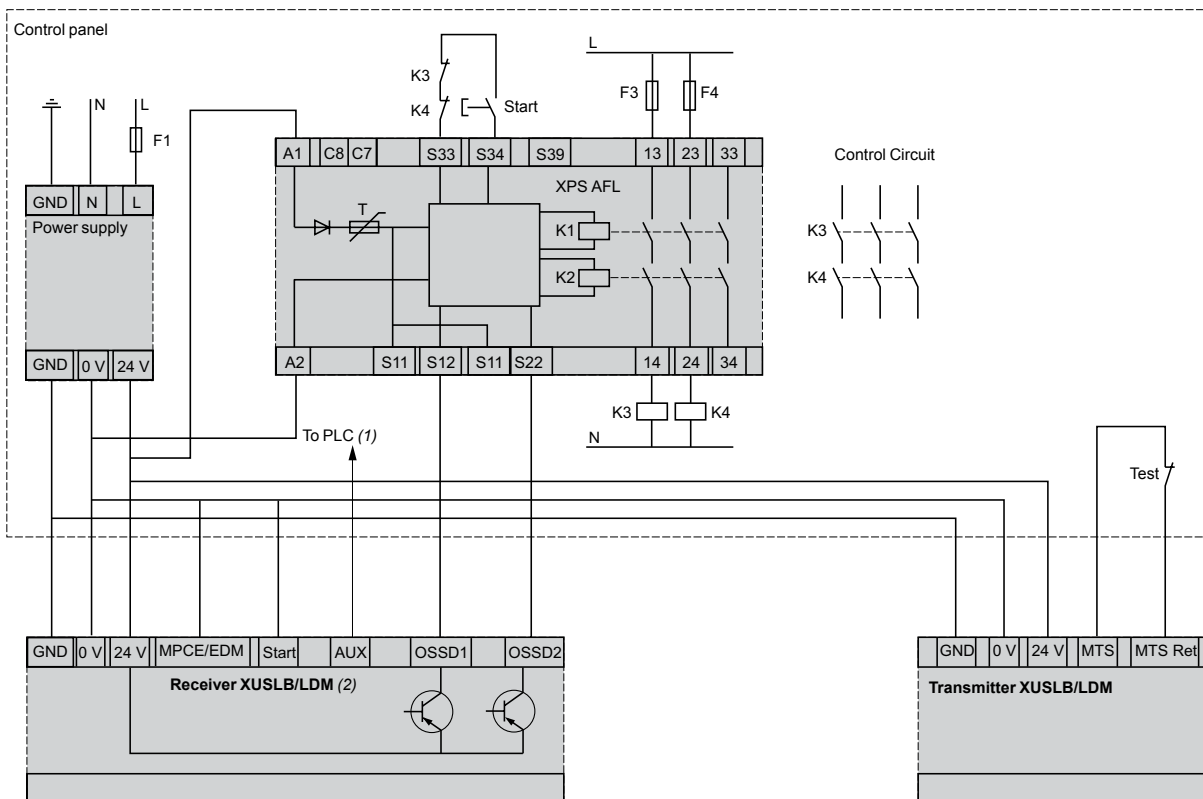 Control panel
N
L
F1
GND
N
L
Power supply
GND
0 V
24 V
K3
K4
Start
L
F3
F4
A1
C8
C7
S33
S34
S39
13
23
33
XPS AFL
T
K1
K2
A2
S11
S12
S11
S22
14
24
34
K3
K4
N
Control Circuit
K3
K4
To PLC (1)
Test
GND
0 V
24 V
MPCE/EDM
Start
AUX
OSSD1
OSSD2
Receiver XUSLB/LDM (2)
GND
0 V
24 V
MTS
MTS Ret
Transmitter XUSLB/LDM